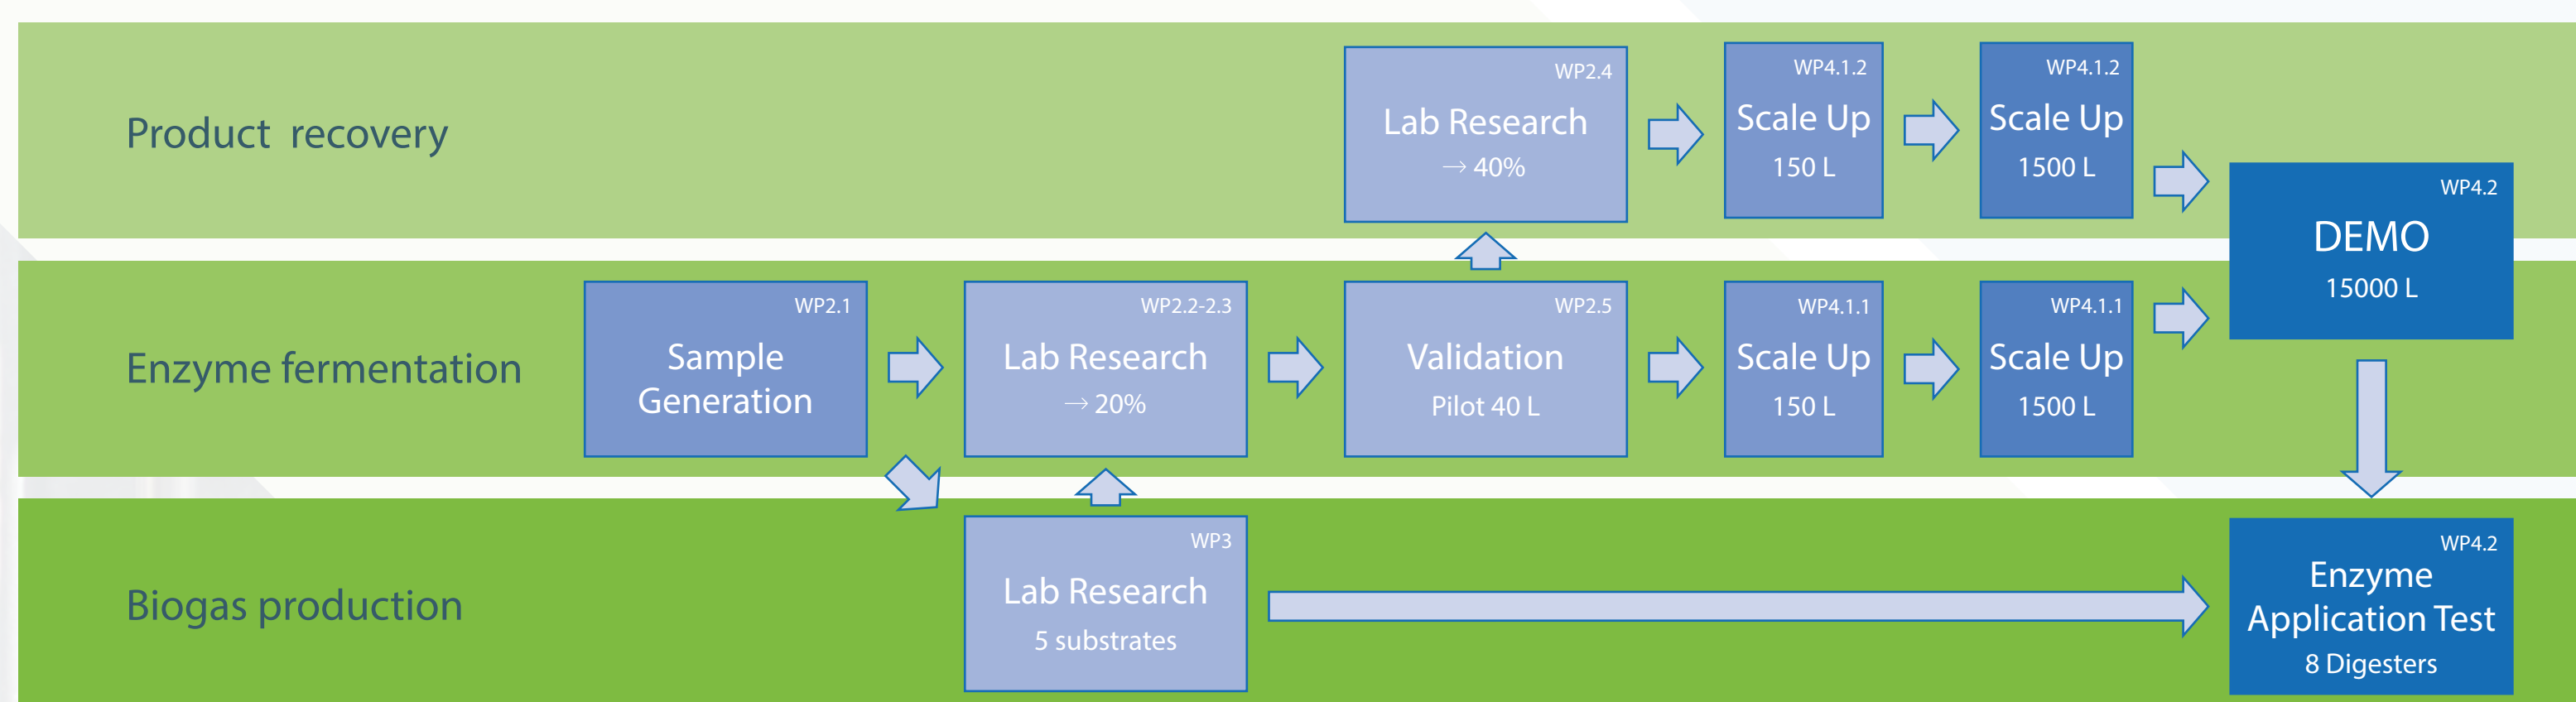 Product recovery
WP2.4
Lab Research
→ 40%
WP4.1.2
Scale Up
150 L
WP4.1.2
Scale Up
1500 L
WP4.2
DEMO
15000 L
Enzyme fermentation
WP2.1
Sample
Generation
WP2.2-2.3
Lab Research
→ 20%
WP2.5
Validation
Pilot 40 L
WP4.1.1
Scale Up
150 L
WP4.1.1
Scale Up
1500 L
Biogas production
WP3
Lab Research
5 substrates
WP4.2
Enzyme
Application Test
8 Digesters